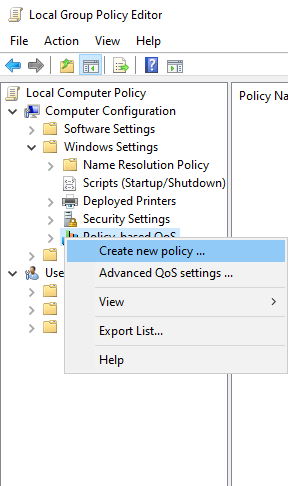 Local Group Policy Editor
File Action View Help
Local Computer Policy
Computer Configuration
Software Settings
Windows Settings
Name Resolution Policy
Scripts (Startup/Shutdown)
Deployed Printers
Security Settings
Policy-based QoS
Create new policy ...
Advanced QoS settings ...
View
Export List...
Help
Use
Policy Na